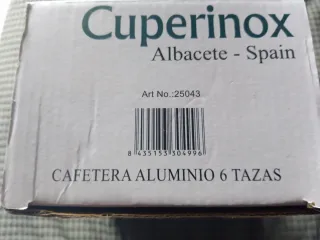 Cuperinox
Albacete - Spain
Art No.:25043
8 435153 304996
CAFETERA ALUMINIO 6 TAZAS